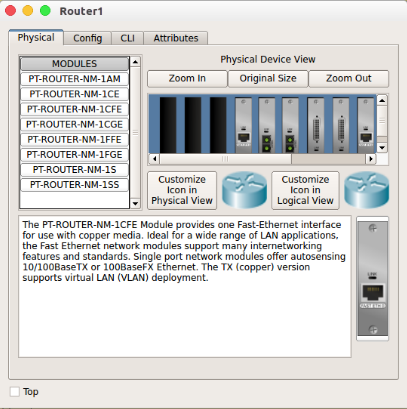 Router1
Physical
Config
CLI
Attributes
MODULES
PT-ROUTER-NM-1AM
PT-ROUTER-NM-1CE
PT-ROUTER-NM-1CFE
PT-ROUTER-NM-1CGE
PT-ROUTER-NM-1FFE
PT-ROUTER-NM-1FGE
PT-ROUTER-NM-1S
PT-ROUTER-NM-1SS
Physical Device View
Zoom In
Original Size
Zoom Out
Customize
Icon in
Physical View
Customize
Icon in
Logical View
The PT-ROUTER-NM-1CFE Module provides one Fast-Ethernet interface
for use with copper media. Ideal for a wide range of LAN applications,
the Fast Ethernet network modules support many internetworking
features and standards. Single port network modules offer autosensing
10/100BaseTX or 100BaseFX Ethernet. The TX (copper) version
supports virtual LAN (VLAN) deployment.
Top